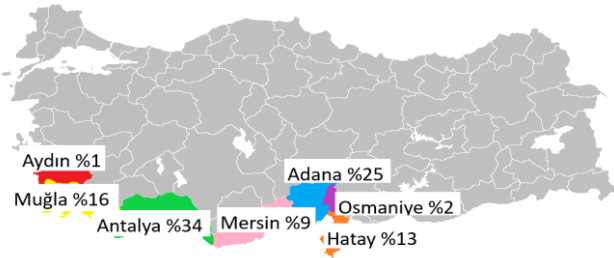 Aydın %1
Adana %25
Muğla %16
Osmaniye %2
Antalya %34
Mersin %9
Hatay %13